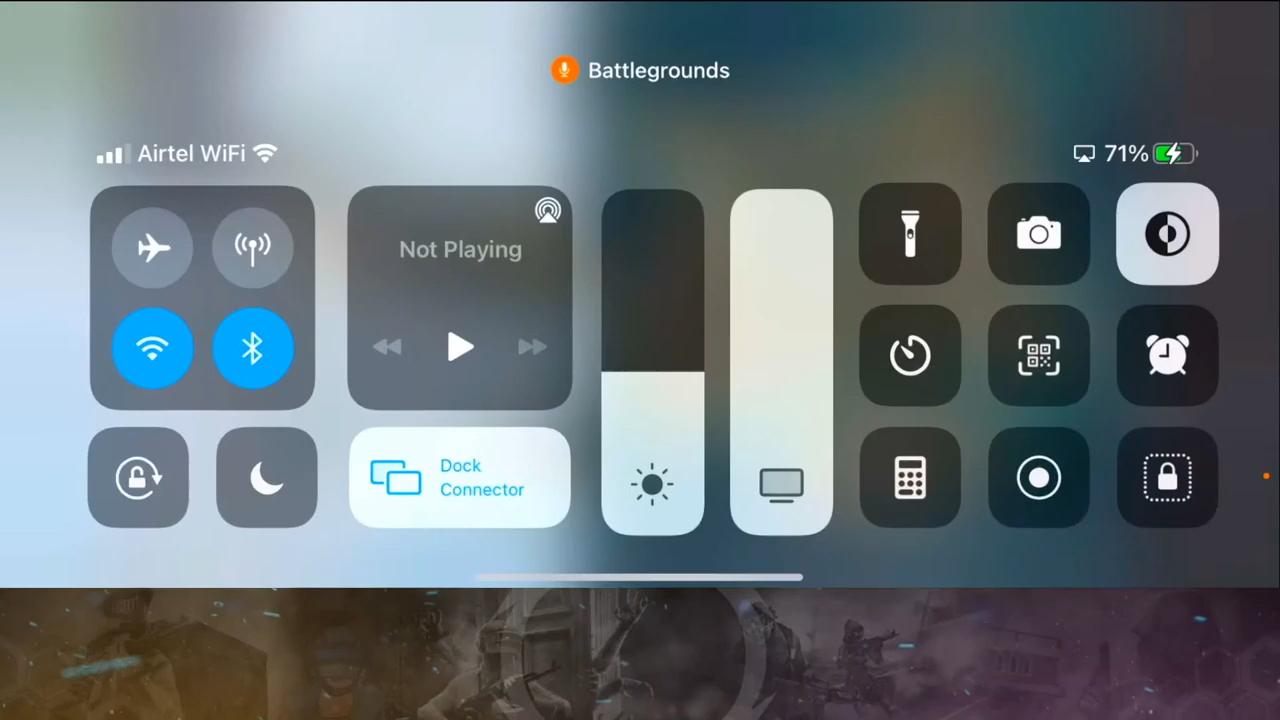 Battlegrounds
Airtel WiFi
71%
Not Playing
Dock
Connector